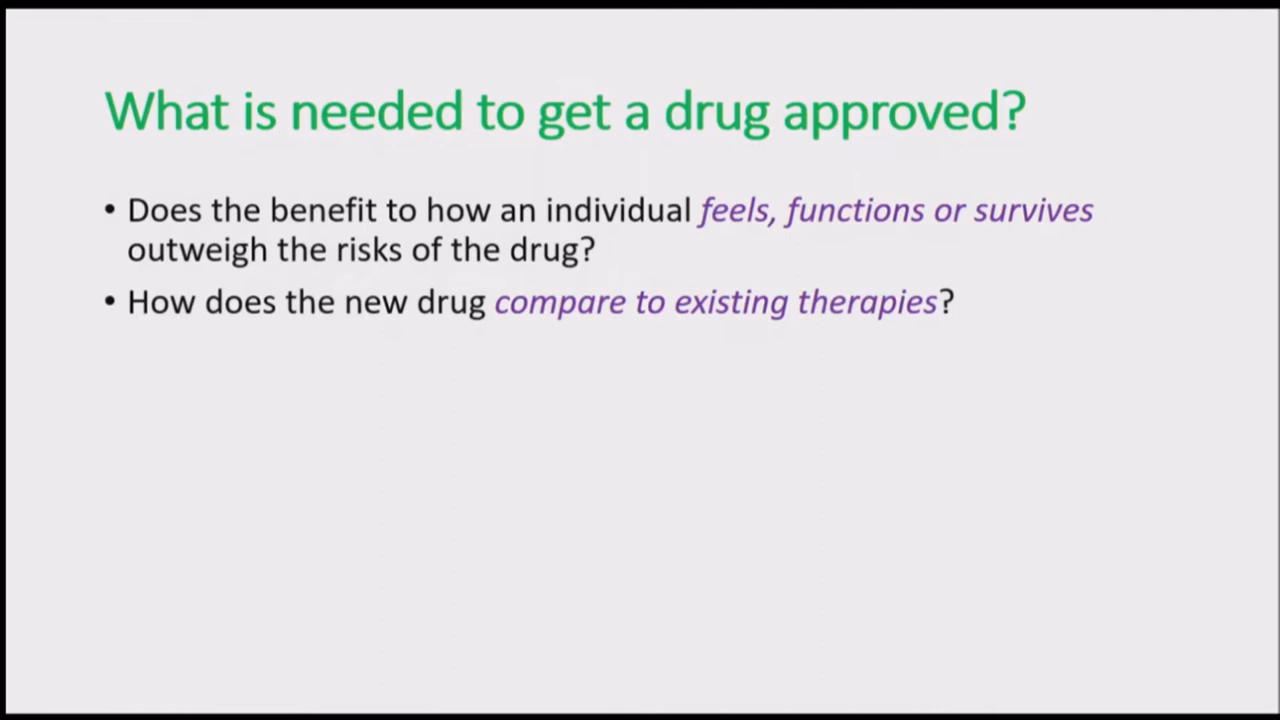 What is needed to get a drug approved?
• Does the benefit to how an individual feels, functions or survives
outweigh the risks of the drug?
• How does the new drug compare to existing therapies?